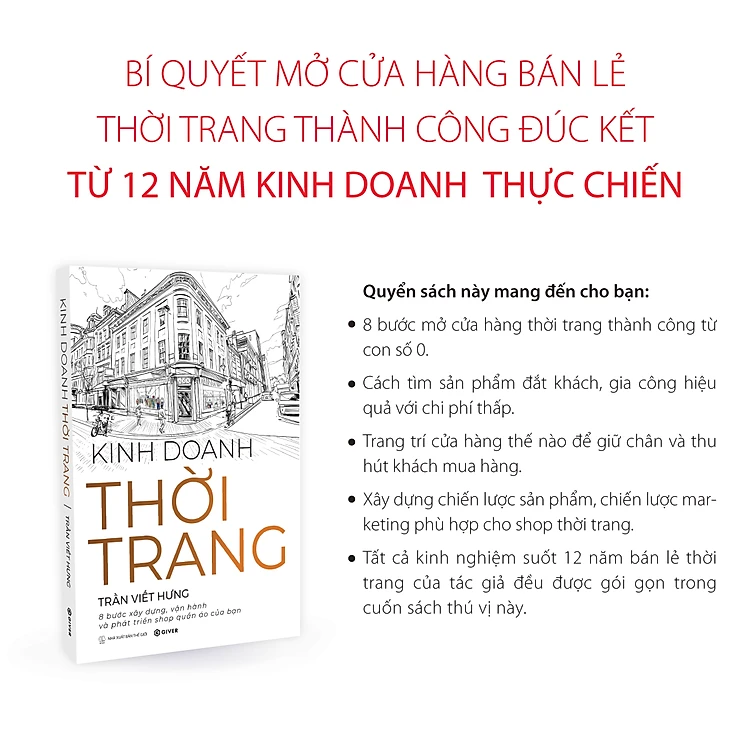 BÍ QUYẾT MỞ CỬA HÀNG BÁN LẺ
THỜI TRANG THÀNH CÔNG ĐÚC KẾT
TỪ 12 NĂM KINH DOANH THỰC CHIẾN
KINH DOANH THỜI TRANG | TRẦN VIẾT HƯNG
GIVER
KINH DOANH
THỜI
TRANG
TRẦN VIẾT HƯNG
8 bước xây dựng, vận hành
và phát triển shop quần áo của bạn
NHÀ XUẤT BẢN THẾ GIỚI
GIVER
Quyển sách này mang đến cho bạn:
• 8 bước mở cửa hàng thời trang thành công từ
con số 0.
• Cách tìm sản phẩm đắt khách, gia công hiệu
quả với chi phí thấp.
• Trang trí cửa hàng thế nào để giữ chân và thu
hút khách mua hàng.
• Xây dựng chiến lược sản phẩm, chiến lược mar-
keting phù hợp cho shop thời trang.
• Tất cả kinh nghiệm suốt 12 năm bán lẻ thời
trang của tác giả đều được gói gọn trong
cuốn sách thú vị này.